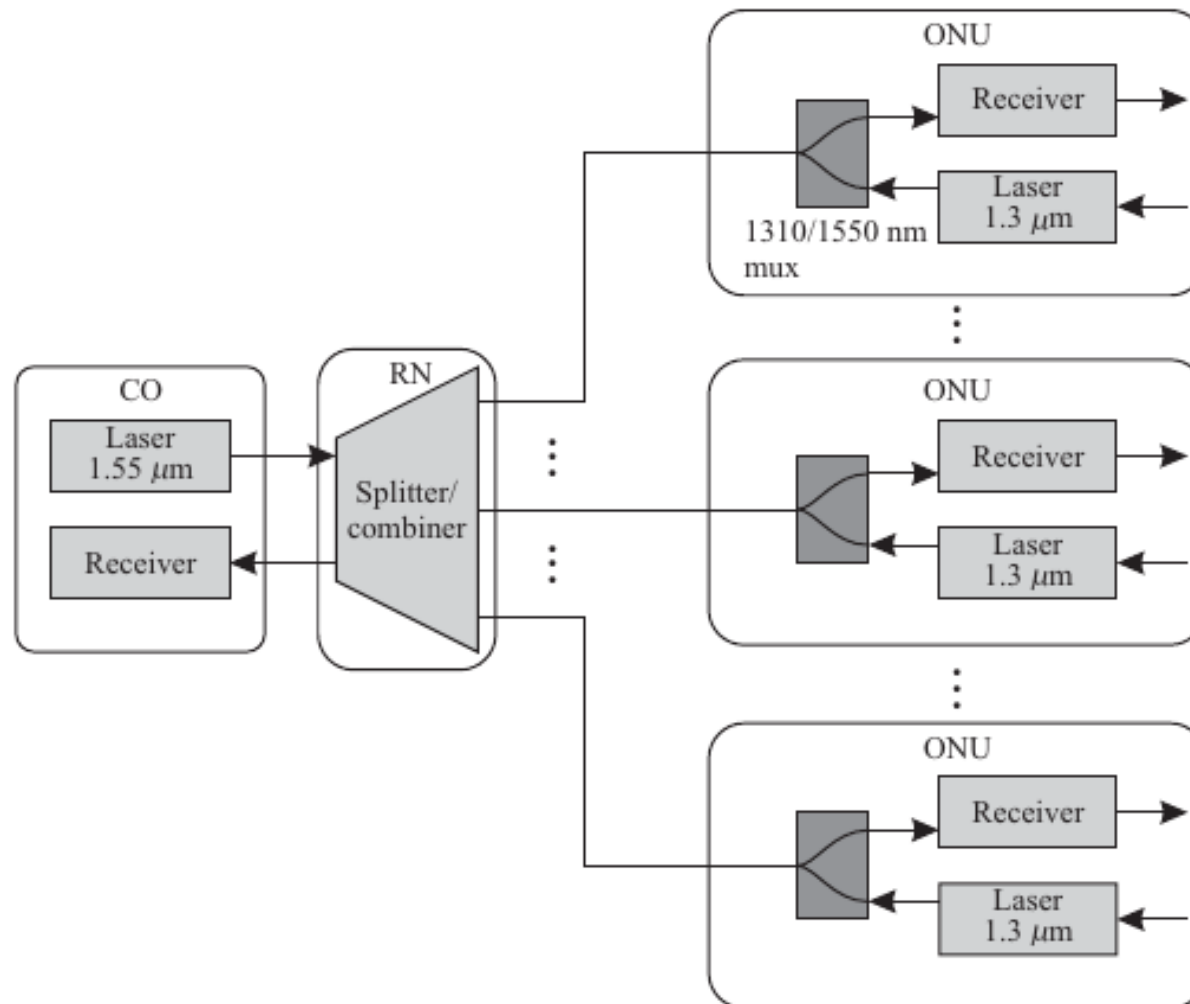 ONU
Receiver
Laser
1.3 μm
1310/1550 nm
mux
CO
Laser
1.55 μm
Receiver
RN
Splitter/
combiner
ONU
Receiver
Laser
1.3 μm
ONU
Receiver
Laser
1.3 μm